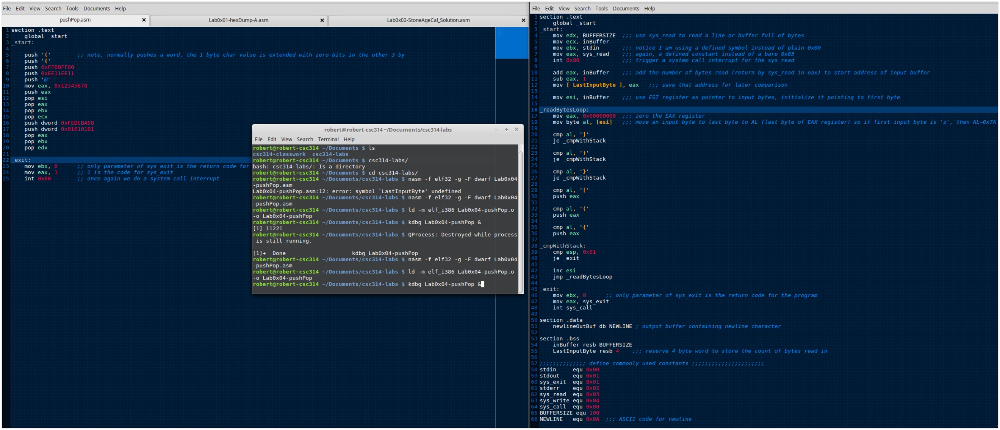 File Edit View Search Tools Documents Help
pushPop.asm
Lab0x01-hexDump-A.asm
Lab0x02-StoneAgeCal_Solution.asm
1 section .text
2 global _start
3 _start:
4
5 push '(' ;; note, normally pushes a word, the 1 byte char value is extended with zero bits in the other 3 by
6 push '{'
7 push 0xFF00FF00
8 push 0xEE11EE11
9 push '@'
10 mov eax, 0x12345678
11 push eax
12 pop esi
13 pop eax
14 pop ebx
15 pop ecx
16 push dword 0xFEDCBA98
17 push dword 0x01010101
18 pop eax
19 pop ebx
20 pop edx
21
22 _exit:
23 mov ebx, 0 ;; only parameter of sys_exit is the return code for
24 mov eax, 1 ;; 1 is the code for sys_exit
25 int 0x80 ;; once again we do a system call interrupt
robert@robert-csc314 ~/Documents/csc314-labs
File Edit View Search Terminal Help
robert@robert-csc314 ~/Documents $ ls
csc314-classwork csc314-labs
robert@robert-csc314 ~/Documents $ csc314-labs/
bash: csc314-labs/: Is a directory
robert@robert-csc314 ~/Documents $ cd csc314-labs/
robert@robert-csc314 ~/Documents/csc314-labs $ nasm -f elf32 -g -F dwarf Lab0x04
-pushPop.asm
Lab0x04-pushPop.asm:12: error: symbol `LastInputByte' undefined
robert@robert-csc314 ~/Documents/csc314-labs $ nasm -f elf32 -g -F dwarf Lab0x04
-pushPop.asm
robert@robert-csc314 ~/Documents/csc314-labs $ ld -m elf_i386 Lab0x04-pushPop.o
-o Lab0x04-pushPop
robert@robert-csc314 ~/Documents/csc314-labs $ kdbg Lab0x04-pushPop &
[1] 11221
robert@robert-csc314 ~/Documents/csc314-labs $ QProcess: Destroyed while process
is still running.
[1]+ Done kdbg Lab0x04-pushPop
robert@robert-csc314 ~/Documents/csc314-labs $ nasm -f elf32 -g -F dwarf Lab0x04
-pushPop.asm
robert@robert-csc314 ~/Documents/csc314-labs $ ld -m elf_i386 Lab0x04-pushPop.o
-o Lab0x04-pushPop
robert@robert-csc314 ~/Documents/csc314-labs $ kdbg Lab0x04-pushPop &
File Edit View Search Tools Documents Help
1 section .text
2 global _start
3 _start:
4 mov edx, BUFFERSIZE ;;; use sys_read to read a line or buffer full of bytes
5 mov ecx, inBuffer
6 mov ebx, stdin ;;; notice I am using a defined symbol instead of plain 0x00
7 mov eax, sys_read ;;; again, a defined constant instead of a bare 0x03
8 int 0x80 ;;; trigger a system call interrupt for the sys_read
9
10 add eax, inBuffer ;;; add the number of bytes read (return by sys_read in eax) to start address of input buffer
11 sub eax, 1
12 mov [ LastInputByte ], eax ;;; save that address for later comparison
13
14 mov esi, inBuffer ;;; use ESI register as pointer to input bytes, initialize it pointing to first byte
15
16 _readBytesLoop:
17 mov eax, 0x00000000 ;;; zero the EAX register
18 mov byte al, [esi] ;;; move an input byte to last byte to AL (last byte of EAX register) so if first input byte is 'z', then AL=0x7A
19
20 cmp al, ']'
21 je _cmpWithStack
22
23 cmp al, ')'
24 je _cmpWithStack
25
26 cmp al, '}'
27 je _cmpWithStack
28
29 cmp al, '['
30 push eax
31
32 cmp al, '('
33 push eax
34
35 cmp al, '{'
36 push eax
37
38 _cmpWithStack:
39 cmp esp, 0x01
40 je _exit
41
42 inc esi
43 jmp _readBytesLoop
44
45 _exit:
46 mov ebx, 0 ;; only parameter of sys_exit is the return code for the program
47 mov eax, sys_exit
48 int sys_call
49
50 section .data
51 newlineOutBuf db NEWLINE ; output buffer containing newline character
52
53 section .bss
54 inBuffer resb BUFFERSIZE
55 LastInputByte resb 4 ;;; reserve 4 byte word to store the count of bytes read in
56
57 ;;;;;;;;;;;;;; define commonly used constants ;;;;;;;;;;;;;;;;;;;;;;
58 stdin equ 0x00
59 stdout equ 0x01
60 sys_exit equ 0x01
61 stderr equ 0x02
62 sys_read equ 0x03
63 sys_write equ 0x04
64 sys_call equ 0x80
65 BUFFERSIZE equ 100
66 NEWLINE equ 0x0A ;;; ASCII code for newline